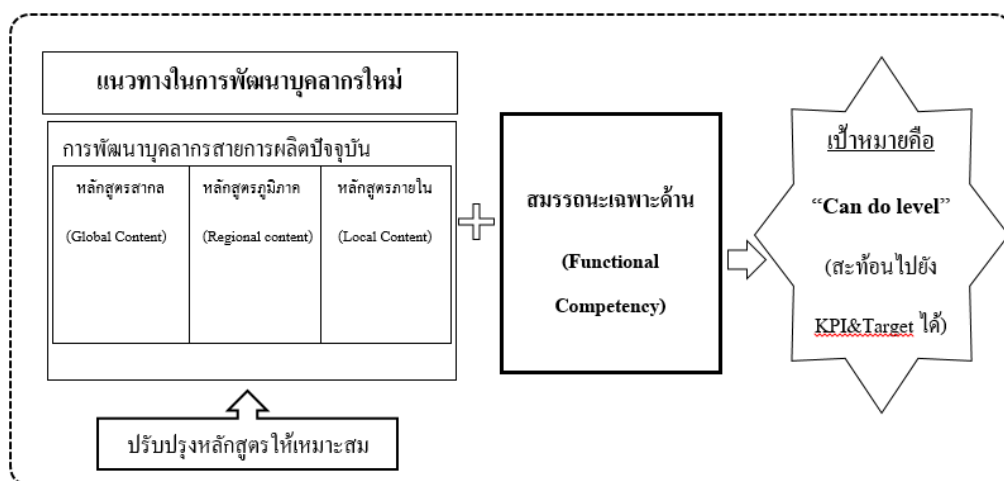 แนวทางในการพัฒนาบุคลากรใหม่
การพัฒนาบุคลากรสายการผลิตปัจจุบัน
หลักสูตรสากล
(Global Content)
หลักสูตรภูมิภาค
(Regional content)
หลักสูตรภายใน
(Local Content)
ปรับปรุงหลักสูตรให้เหมาะสม
สมรรถนะเฉพาะด้าน
(Functional
Competency)
เป้าหมายคือ
“Can do level”
(สะท้อนไปยัง
KPI&Target ได้)